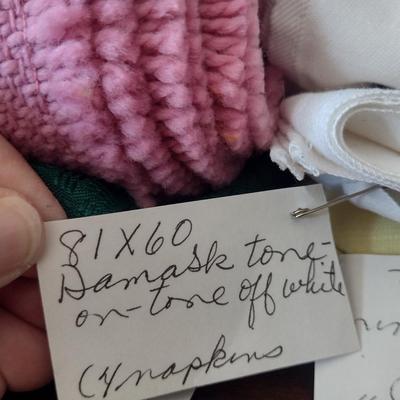 81X60
Damask tone-
on-tone off white
(4 napkins